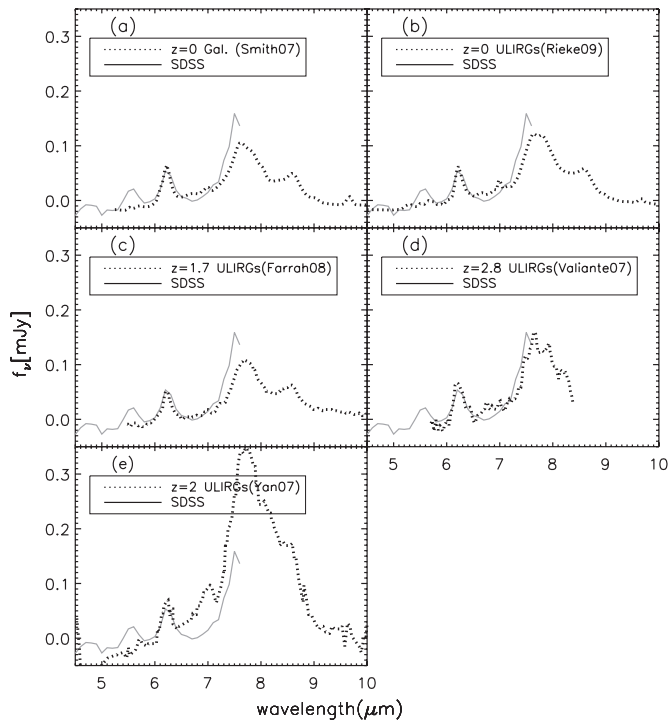 (a)
z=0 Gal. (Smith07)
SDSS
(b)
z=0 ULIRGs(Rieke09)
SDSS
0.3
0.2
0.1
0.0
(c)
z=1.7 ULIRGs(Farrah08)
SDSS
(d)
z=2.8 ULIRGs(Valiante07)
SDSS
0.3
0.2
0.1
0.0
fν[mJy]
5 6 7 8 9 10
(e)
z=2 ULIRGs(Yan07)
SDSS
0.3
0.2
0.1
0.0
5 6 7 8 9 10
wavelength(μm)